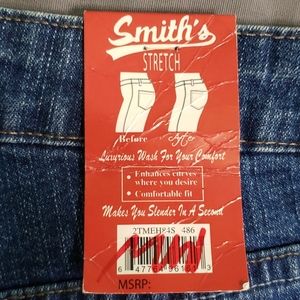 Smith's
STRETCH
Before After
Luxurious Wash For Your Comfort
• Enhances curves
where you desire
• Comfortable fit
Makes You Slender In A Second
2TMEH84S 486
MSRP: